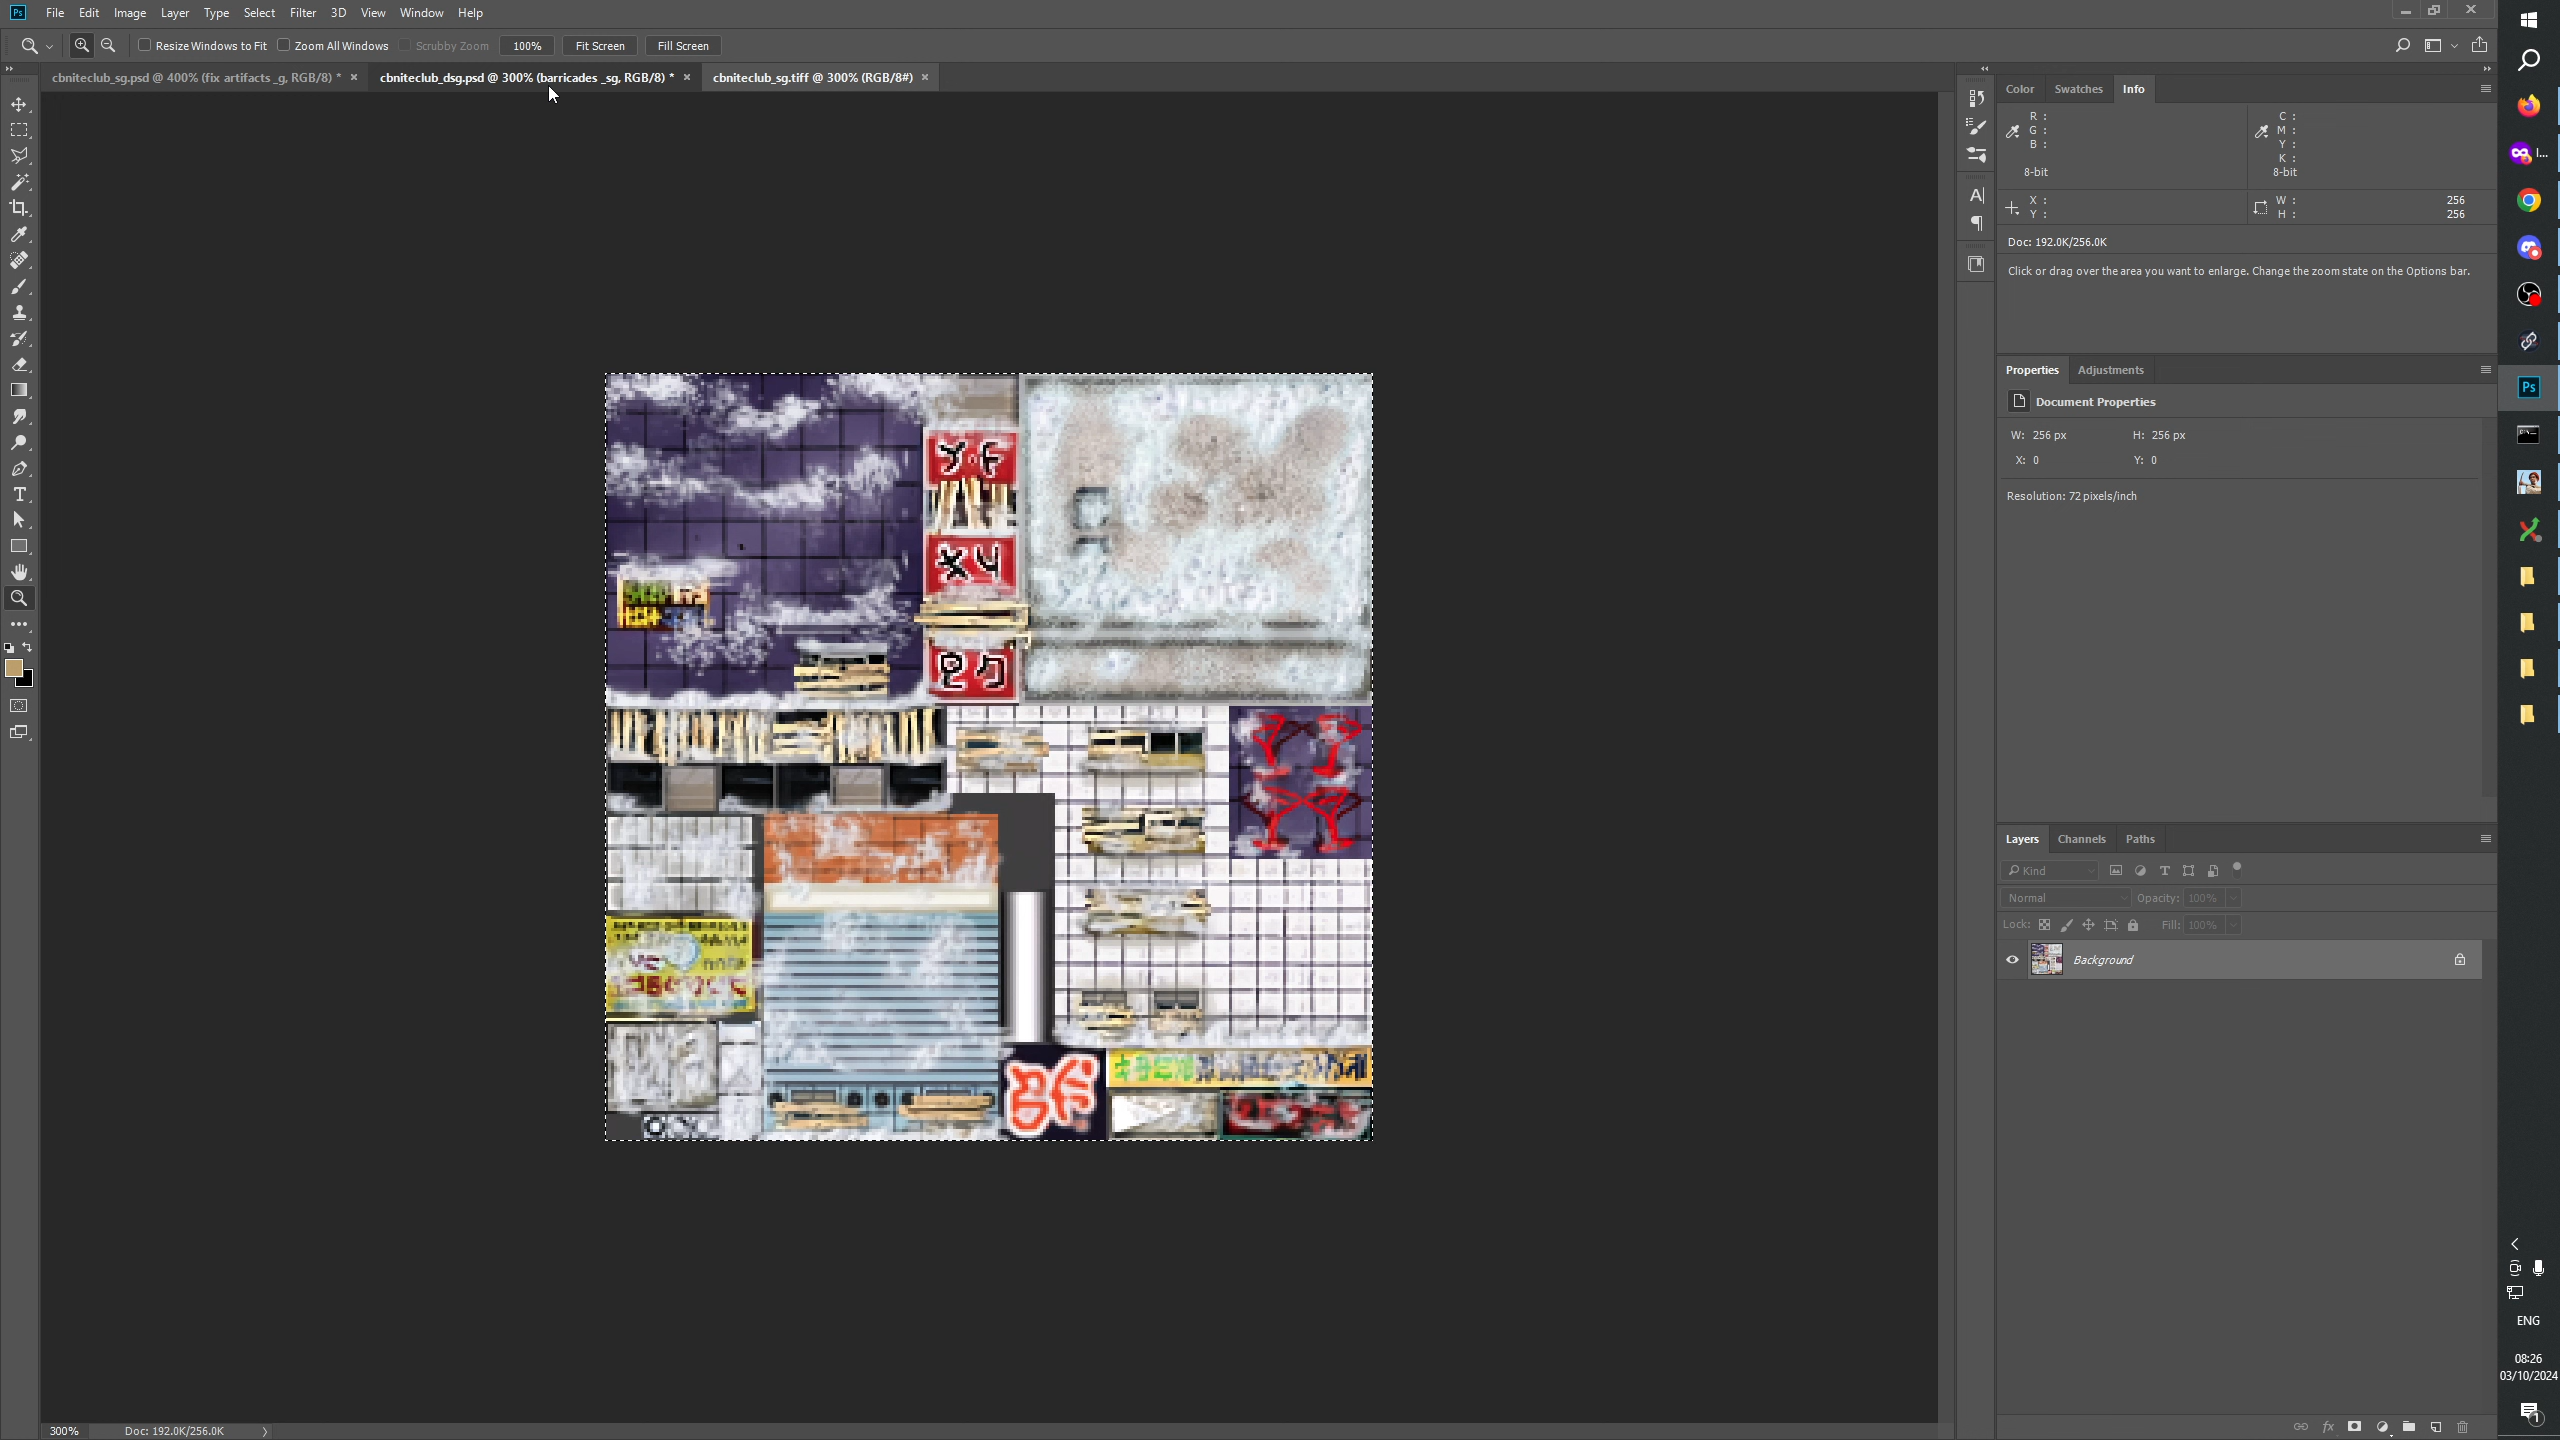 File Edit Image Layer Type Select Filter 3D View Window Help
Resize Windows to Fit Zoom All Windows Scrubby Zoom 100% Fit Screen Fill Screen
cbniteclub_sg.psd @ 400% (fix artifacts _g, RGB/8) * × cbniteclub_dsg.psd @ 300% (barricades _sg, RGB/8) * × cbniteclub_sg.tiff @ 300% (RGB/8#) ×
Color Swatches Info
R :
G :
B :
8-bit
C :
M :
Y :
K :
8-bit
X :
Y :
W : 256
H : 256
Doc: 192.0K/256.0K
Click or drag over the area you want to enlarge. Change the zoom state on the Options bar.
Properties Adjustments
Document Properties
W: 256 px H: 256 px
X: 0 Y: 0
Resolution: 72 pixels/inch
Layers Channels Paths
Kind
Normal Opacity: 100%
Lock: Fill: 100%
Background
300% Doc: 192.0K/256.0K
Ps
ENG
08:26
03/10/2024
1